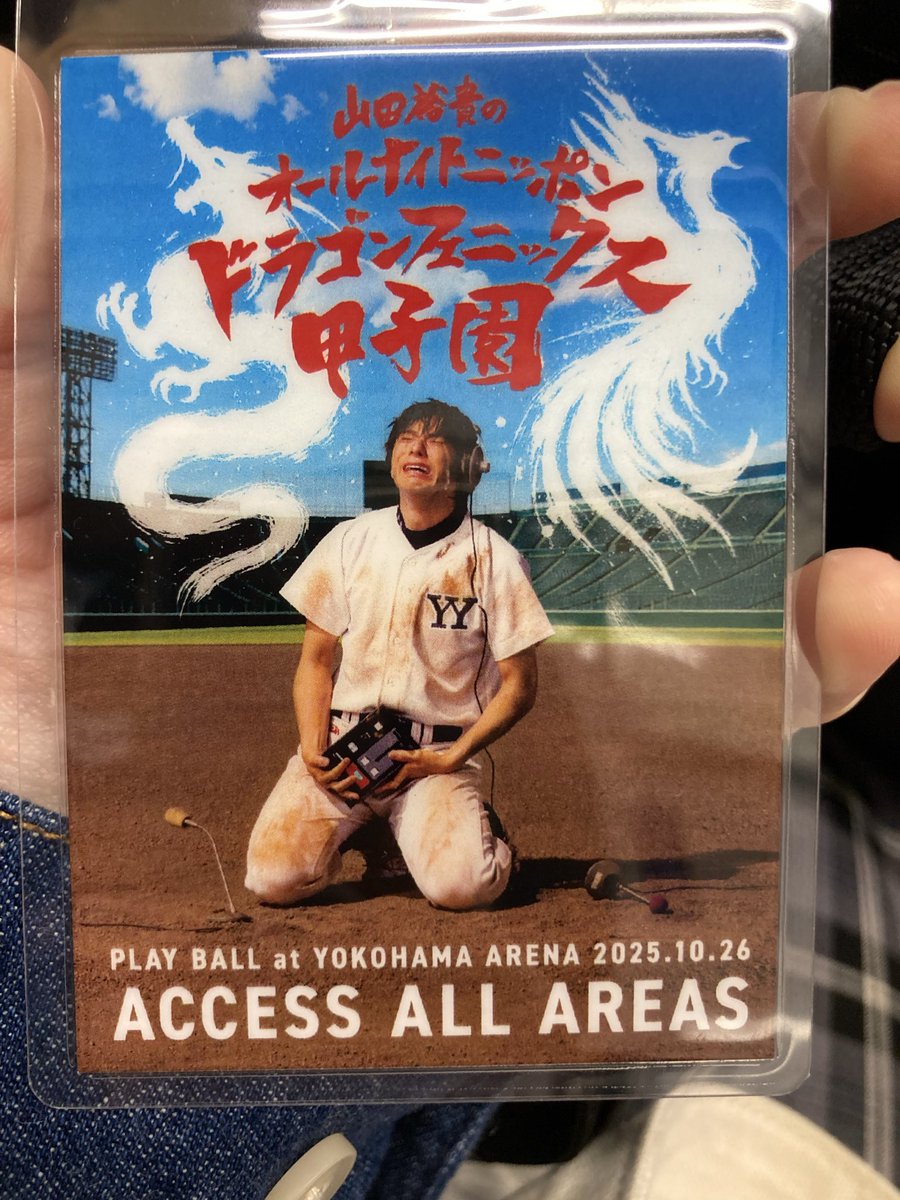 山田裕貴の
オールナイトニッポン
ドラゴンフェニックス
甲子園
YY
PLAY BALL at YOKOHAMA ARENA 2025.10.26
ACCESS ALL AREAS